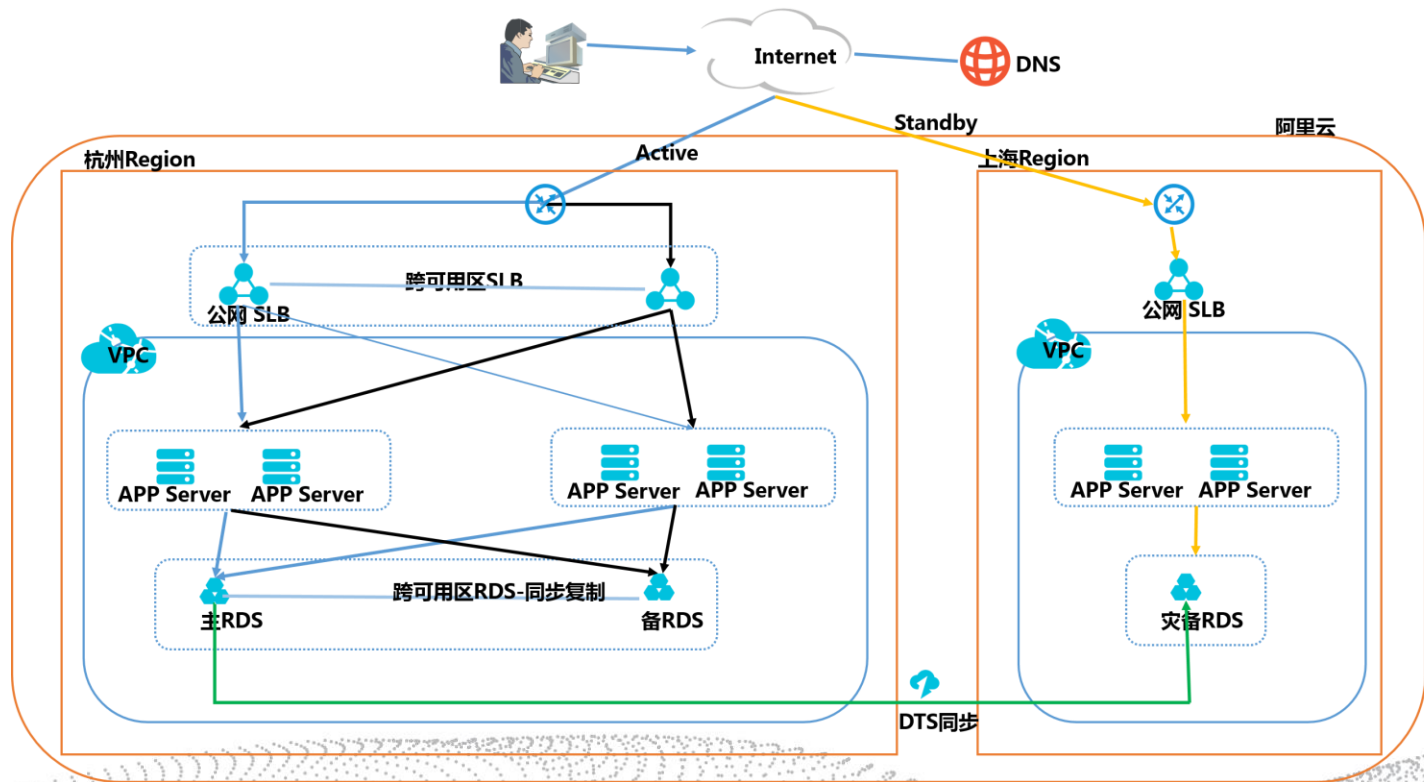 Internet
DNS
Standby
阿里云
杭州Region
Active
上海Region
跨可用区SLB
公网 SLB
公网 SLB
VPC
VPC
APP Server
APP Server
APP Server
APP Server
APP Server
APP Server
跨可用区RDS-同步复制
主RDS
备RDS
灾备RDS
DTS同步